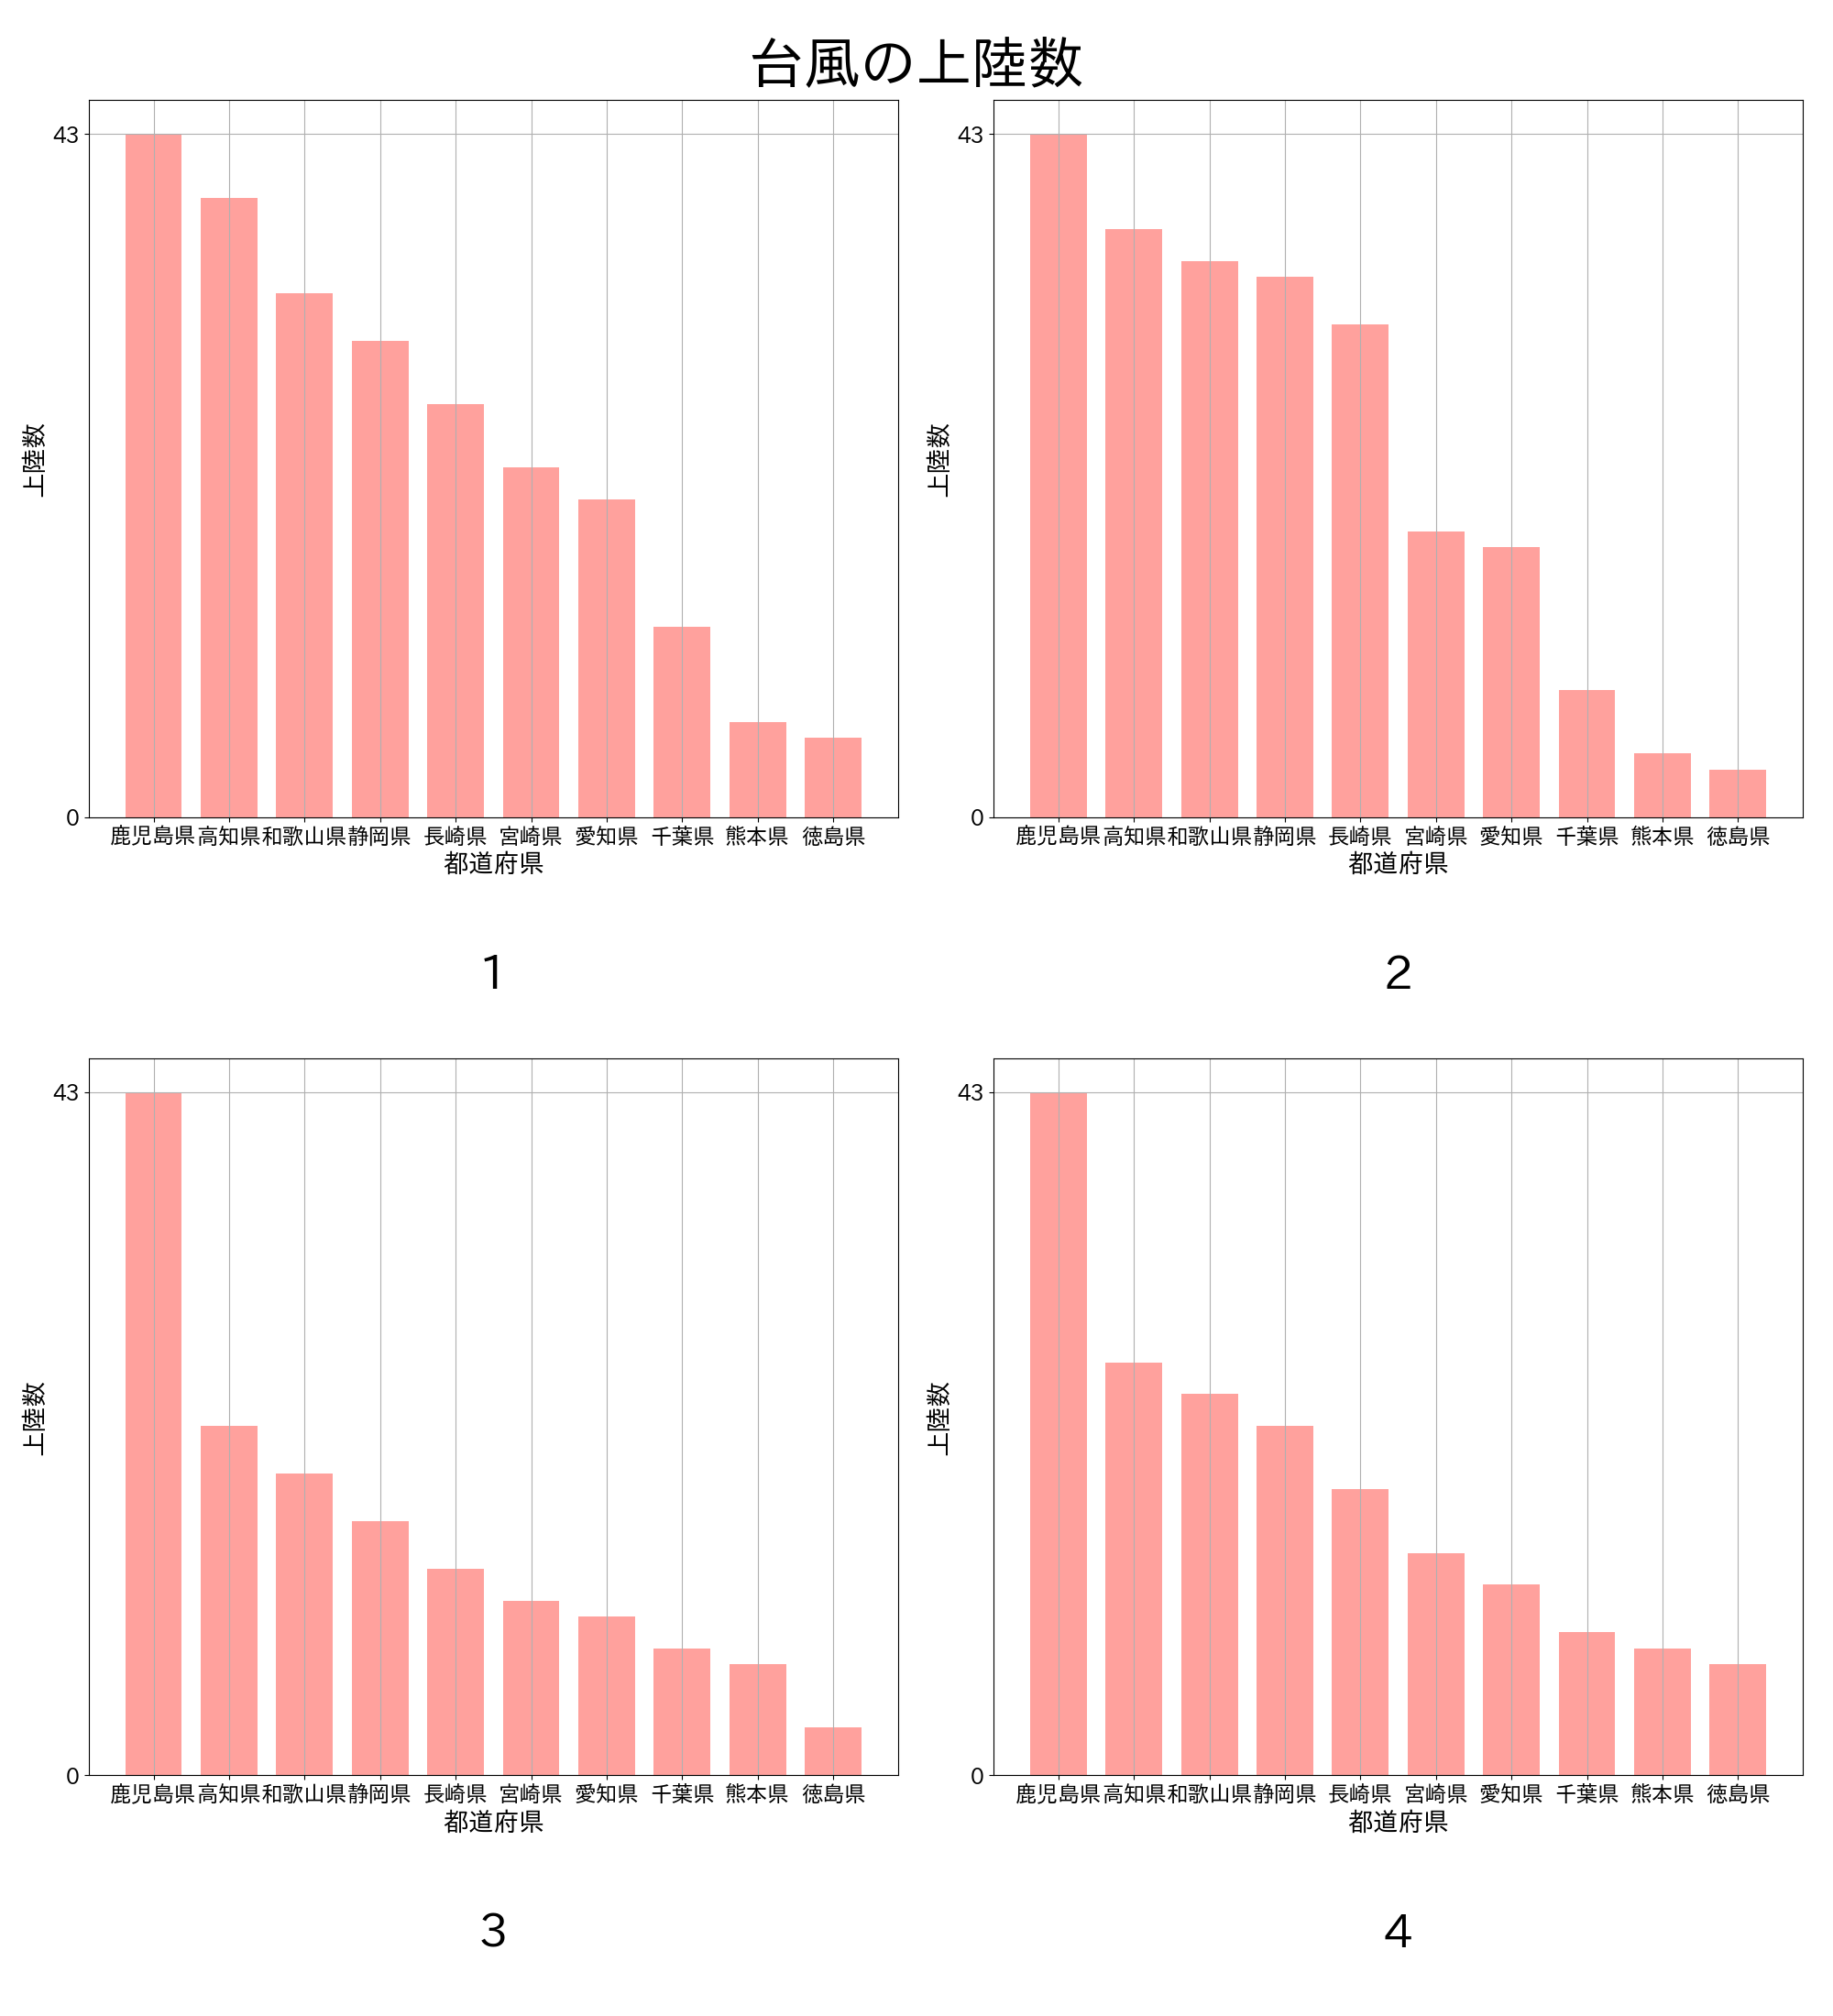 台風の上陸数
43
0
上陸数
鹿児島県 高知県 和歌山県 静岡県 長崎県 宮崎県 愛知県 千葉県 熊本県 徳島県
都道府県
1
43
0
上陸数
鹿児島県 高知県 和歌山県 静岡県 長崎県 宮崎県 愛知県 千葉県 熊本県 徳島県
都道府県
2
43
0
上陸数
鹿児島県 高知県 和歌山県 静岡県 長崎県 宮崎県 愛知県 千葉県 熊本県 徳島県
都道府県
3
43
0
上陸数
鹿児島県 高知県 和歌山県 静岡県 長崎県 宮崎県 愛知県 千葉県 熊本県 徳島県
都道府県
4